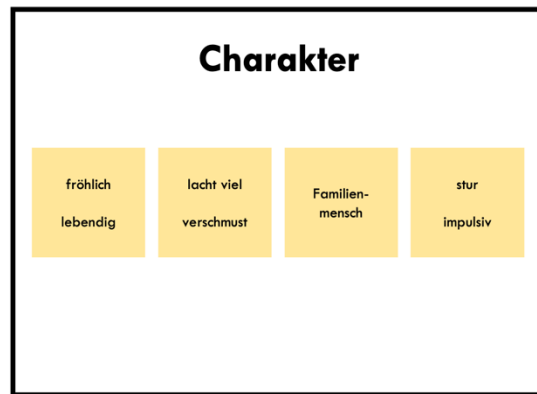 Charakter
fröhlich
lebendig
lacht viel
verschmust
Familien-
mensch
stur
impulsiv